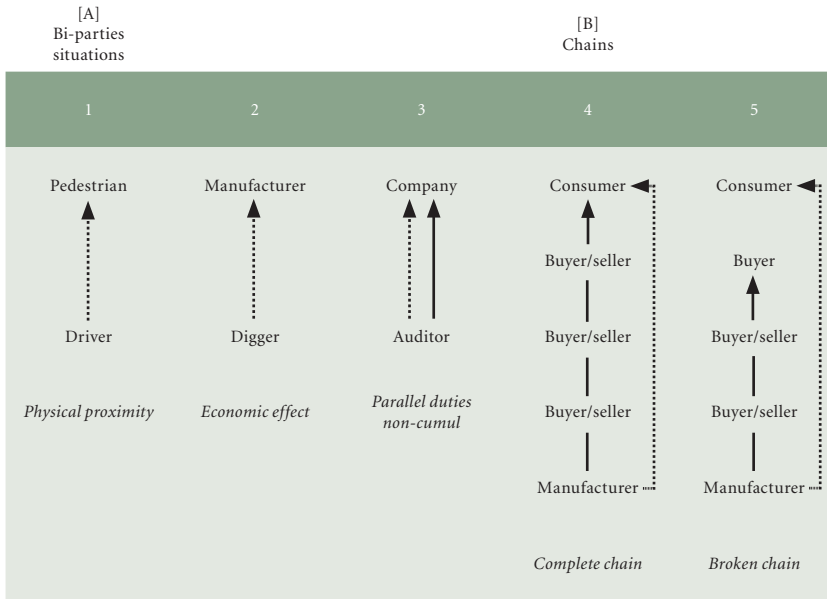 [A]
Bi-parties
situations
[B]
Chains
1 2 3 4 5
Pedestrian Manufacturer Company Consumer Consumer
Buyer/seller Buyer
Driver Digger Auditor Buyer/seller Buyer/seller
Physical proximity Economic effect Parallel duties
non-cumul
Buyer/seller Buyer/seller
Manufacturer Manufacturer
Complete chain Broken chain